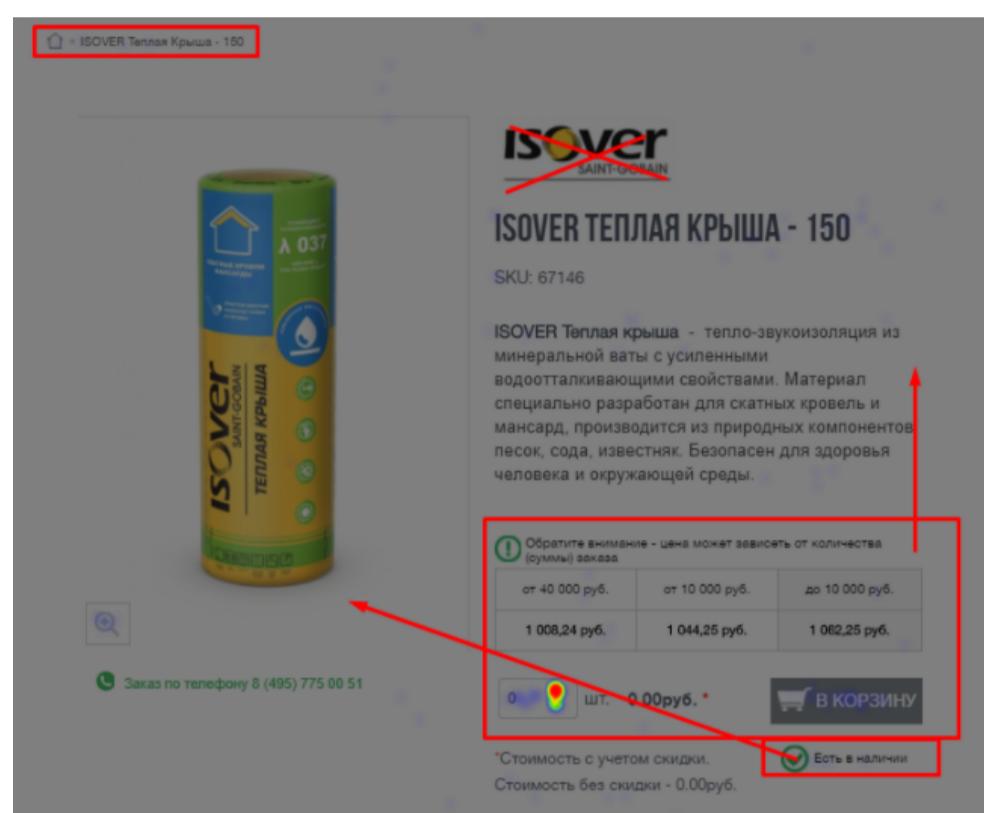 ISOVER Теплая Крыша - 150
isover
SAINT-GOBAIN
ISOVER ТЕПЛАЯ КРЫША - 150
SKU: 67146
ISOVER Теплая крыша - тепло-звукоизоляция из
минеральной ваты с усиленными
водоотталкивающими свойствами. Материал
специально разработан для скатных кровель и
мансард, производится из природных компонентов
песок, сода, известняк. Безопасен для здоровья
человека и окружающей среды.
λ 037
isover
SAINT-GOBAIN
ТЕПЛАЯ КРЫША
Обратите внимание - цена может зависеть от количества
(суммы) заказа
от 40 000 руб. от 10 000 руб. до 10 000 руб.
1 008,24 руб. 1 044,25 руб. 1 062,25 руб.
Заказ по телефону 8 (495) 775 00 51
0 шт. 0.00руб. * В КОРЗИНУ
*Стоимость с учетом скидки. Есть в наличии
Стоимость без скидки - 0.00руб.